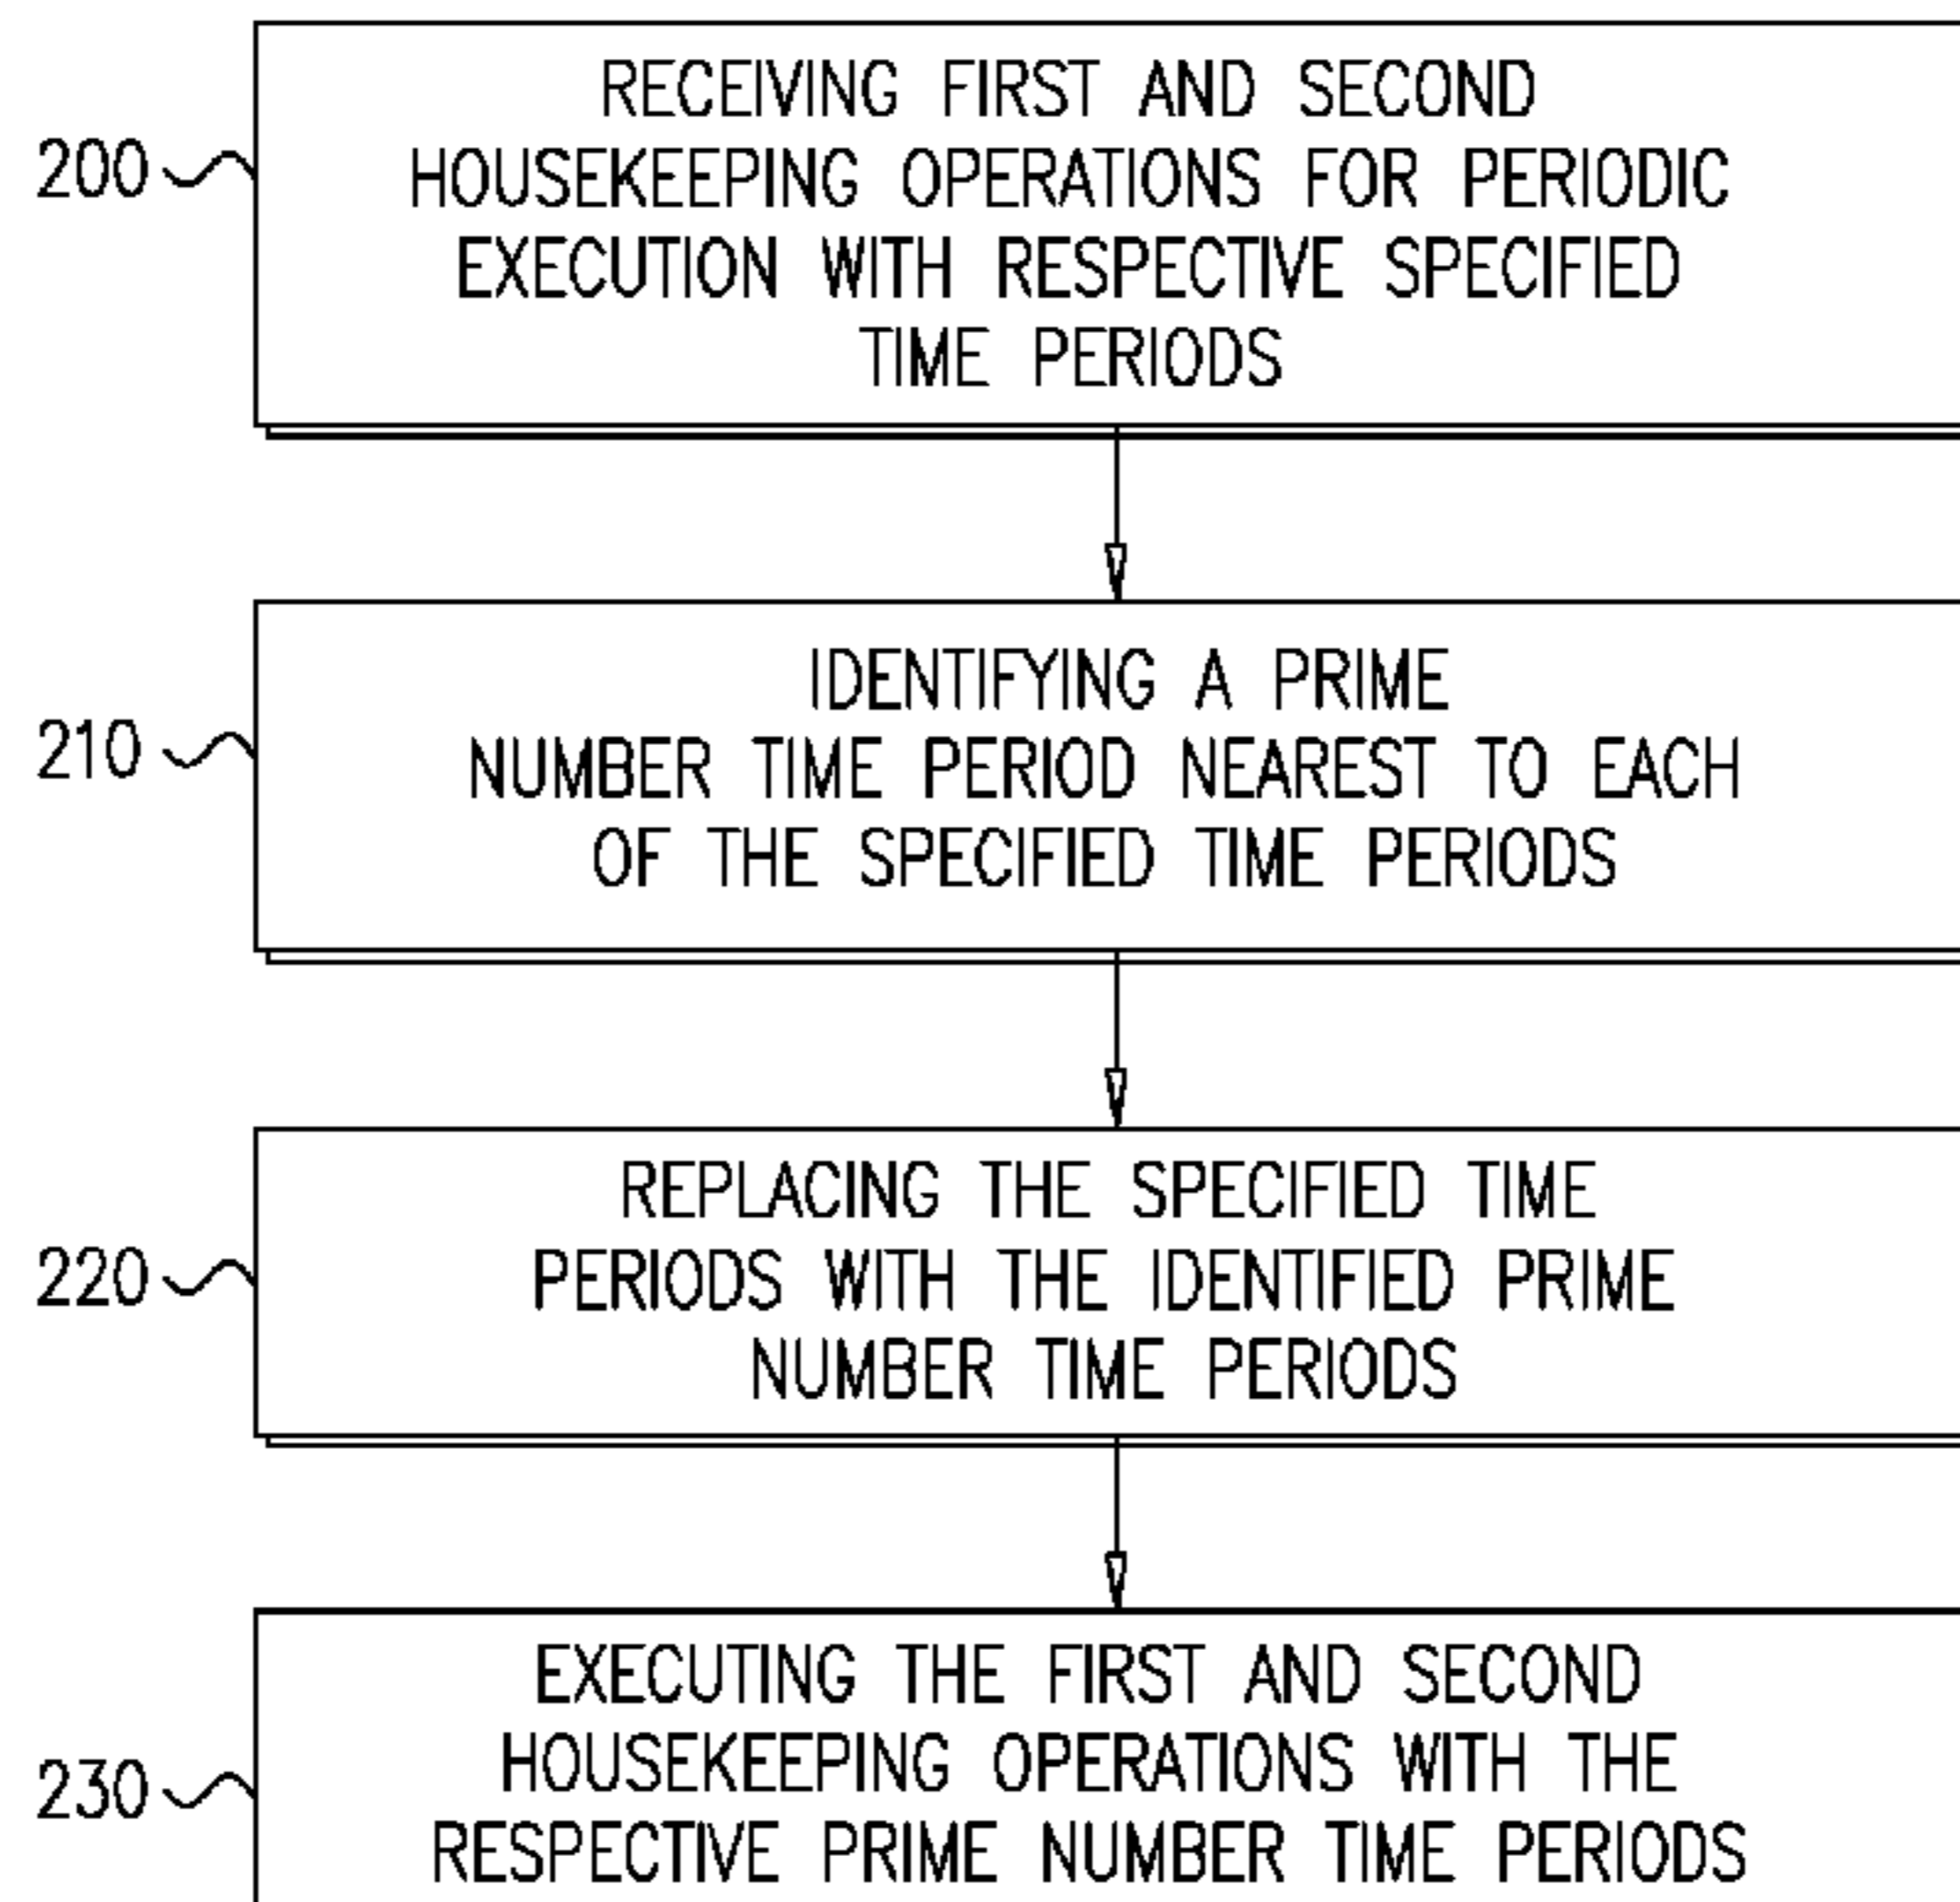 RECEIVING FIRST AND SECOND
200 HOUSEKEEPING OPERATIONS FOR PERIODIC
EXECUTION WITH RESPECTIVE SPECIFIED
TIME PERIODS
IDENTIFYING A PRIME
210 NUMBER TIME PERIOD NEAREST TO EACH
OF THE SPECIFIED TIME PERIODS
REPLACING THE SPECIFIED TIME
220 PERIODS WITH THE IDENTIFIED PRIME
NUMBER TIME PERIODS
EXECUTING THE FIRST AND SECOND
230 HOUSEKEEPING OPERATIONS WITH THE
RESPECTIVE PRIME NUMBER TIME PERIODS